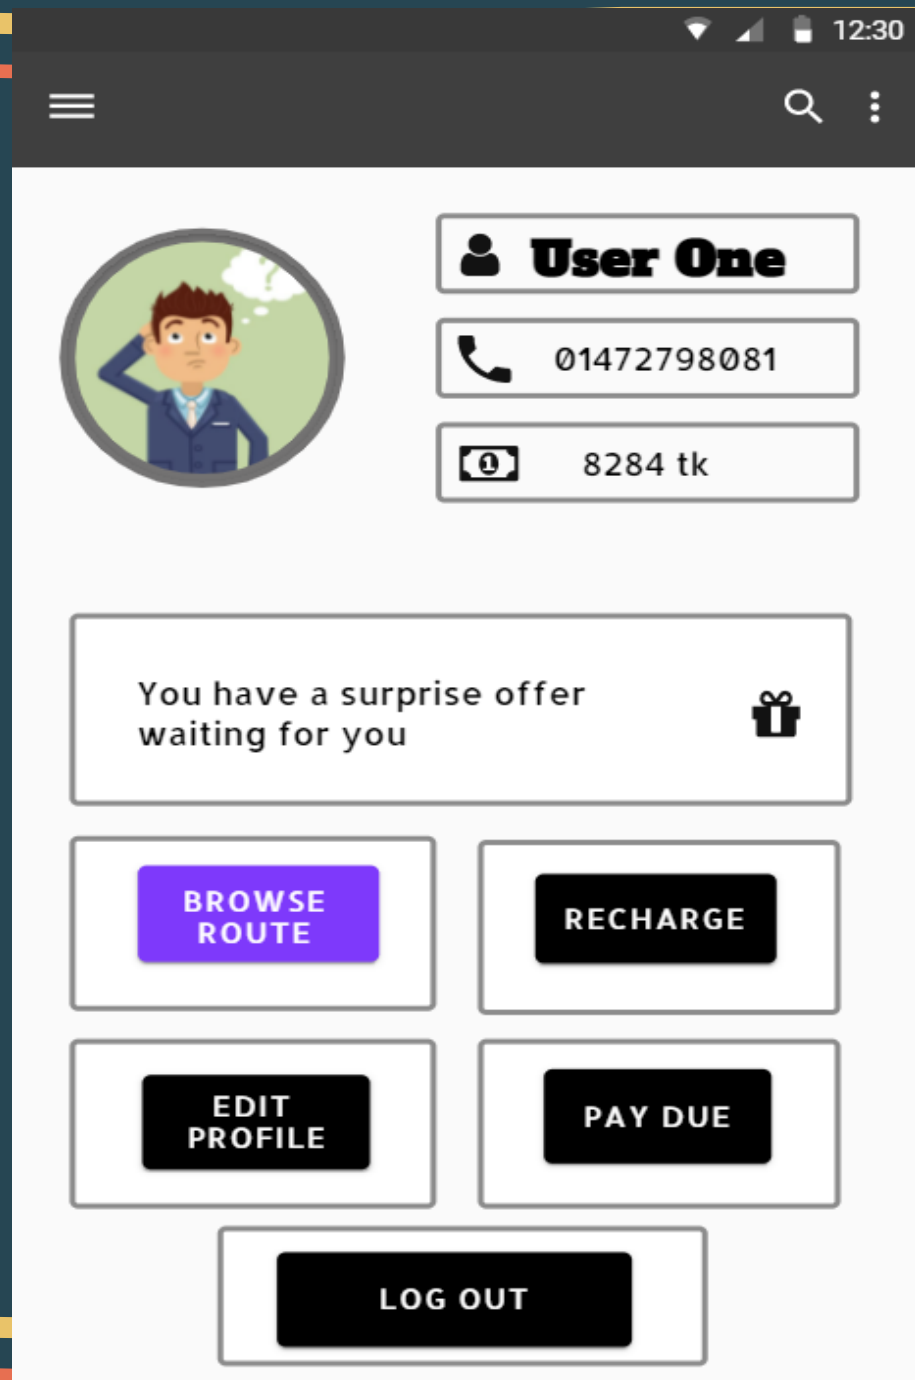 12:30
User One
01472798081
1
8284 tk
You have a surprise offer
waiting for you
BROWSE
ROUTE
RECHARGE
EDIT
PROFILE
PAY DUE
LOG OUT